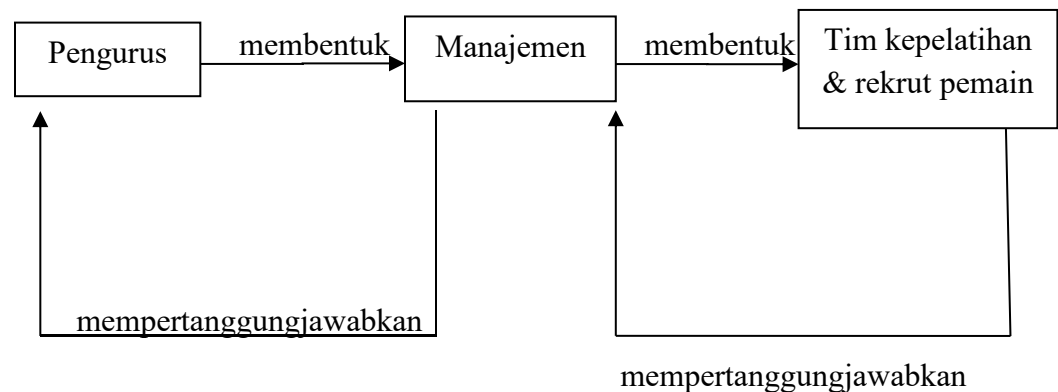 Pengurus
membentuk
Manajemen
membentuk
Tim kepelatihan
& rekrut pemain
mempertanggungjawabkan
mempertanggungjawabkan